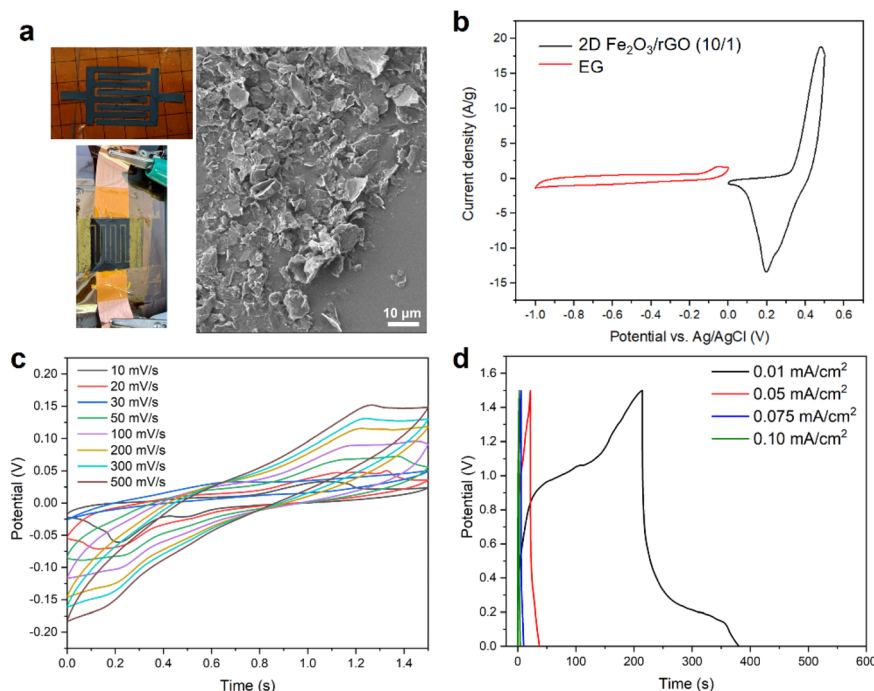 a
10 μm
b
2D Fe₂O₃/rGO (10/1)
EG
Current density (A/g)
20
15
10
5
0
-5
-10
-15
-1.0 -0.8 -0.6 -0.4 -0.2 0.0 0.2 0.4 0.6
Potential vs. Ag/AgCl (V)
c
10 mV/s
20 mV/s
30 mV/s
50 mV/s
100 mV/s
200 mV/s
300 mV/s
500 mV/s
Potential (V)
0.20
0.15
0.10
0.05
0.00
-0.05
-0.10
-0.15
-0.20
0.0 0.2 0.4 0.6 0.8 1.0 1.2 1.4
Time (s)
d
0.01 mA/cm²
0.05 mA/cm²
0.075 mA/cm²
0.10 mA/cm²
Potential (V)
1.6
1.4
1.2
1.0
0.8
0.6
0.4
0.2
0.0
0 100 200 300 400 500 600
Time (s)